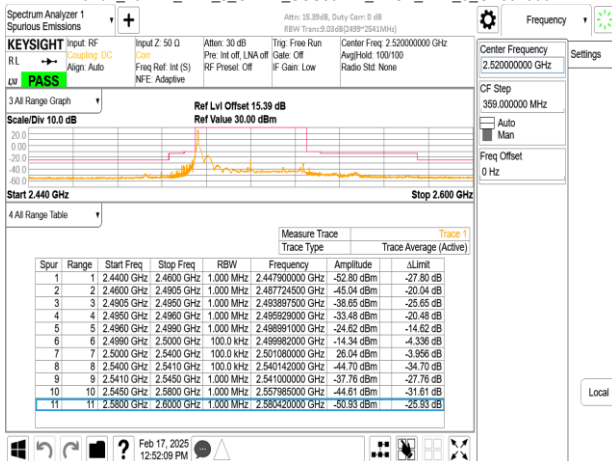 Spectrum Analyzer 1
Spurious Emissions
Attn: 15.39dB, Duty Corr: 0 dB
RBW Trans:9.03dB(2499~2541MHz)
Frequency
KEYSIGHT Input: RF Input Z: 50 Ω Atten: 30 dB Trig: Free Run Center Freq: 2.520000000 GHz
RL Coupling: DC Corr Pre: Int off, LNA off Gate: Off Avg|Hold: 100/100
Align: Auto Freq Ref: Int (S) RF Preset: Off IF Gain: Low Radio Std: None
PASS NFE: Adaptive
Center Frequency
2.520000000 GHz
Settings
CF Step
359.000000 MHz
Auto
Man
Freq Offset
0 Hz
3 All Range Graph
Ref Lvl Offset 15.39 dB
Scale/Div 10.0 dB Ref Value 30.00 dBm
20.0
0.00
-20.0
-40.0
-60.0
Start 2.440 GHz Stop 2.600 GHz
4 All Range Table
Measure Trace Trace 1
Trace Type Trace Average (Active)
Spur Range Start Freq Stop Freq RBW Frequency Amplitude ΔLimit
1 1 2.4400 GHz 2.4600 GHz 1.000 MHz 2.447900000 GHz -52.80 dBm -27.80 dB
2 2 2.4600 GHz 2.4905 GHz 1.000 MHz 2.487724500 GHz -45.04 dBm -20.04 dB
3 3 2.4905 GHz 2.4950 GHz 1.000 MHz 2.493897500 GHz -38.65 dBm -25.65 dB
4 4 2.4950 GHz 2.4960 GHz 1.000 MHz 2.495929000 GHz -33.48 dBm -20.48 dB
5 5 2.4960 GHz 2.4990 GHz 1.000 MHz 2.498991000 GHz -24.62 dBm -14.62 dB
6 6 2.4990 GHz 2.5000 GHz 100.0 kHz 2.499982000 GHz -14.34 dBm -4.336 dB
7 7 2.5000 GHz 2.5400 GHz 100.0 kHz 2.501080000 GHz 26.04 dBm -3.956 dB
8 8 2.5400 GHz 2.5410 GHz 100.0 kHz 2.540142000 GHz -44.70 dBm -34.70 dB
9 9 2.5410 GHz 2.5450 GHz 1.000 MHz 2.541000000 GHz -37.76 dBm -27.76 dB
10 10 2.5450 GHz 2.5800 GHz 1.000 MHz 2.557985000 GHz -44.61 dBm -31.61 dB
11 11 2.5800 GHz 2.6000 GHz 1.000 MHz 2.580420000 GHz -50.93 dBm -25.93 dB
Local
Feb 17, 2025
12:52:09 PM